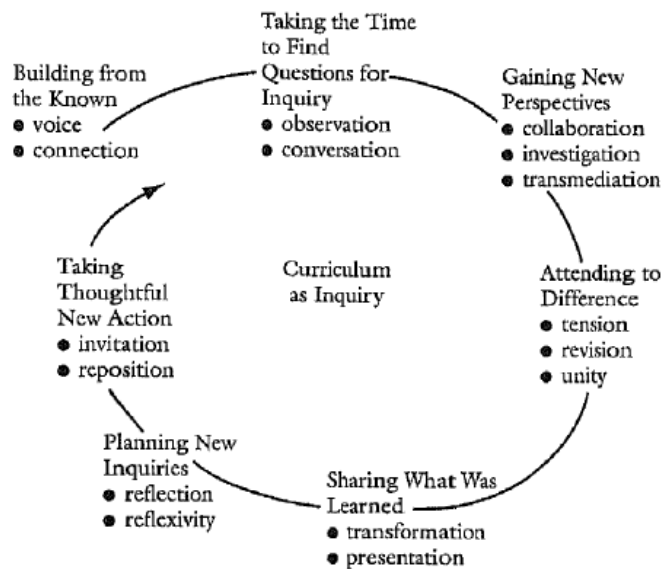 Building from
the Known
● voice
● connection
Taking the Time
to Find
Questions for
Inquiry
● observation
● conversation
Gaining New
Perspectives
● collaboration
● investigation
● transmediation
Attending to
Difference
● tension
● revision
● unity
Sharing What Was
Learned
● transformation
● presentation
Planning New
Inquiries
● reflection
● reflexivity
Taking
Thoughtful
New Action
● invitation
● reposition
Curriculum
as Inquiry